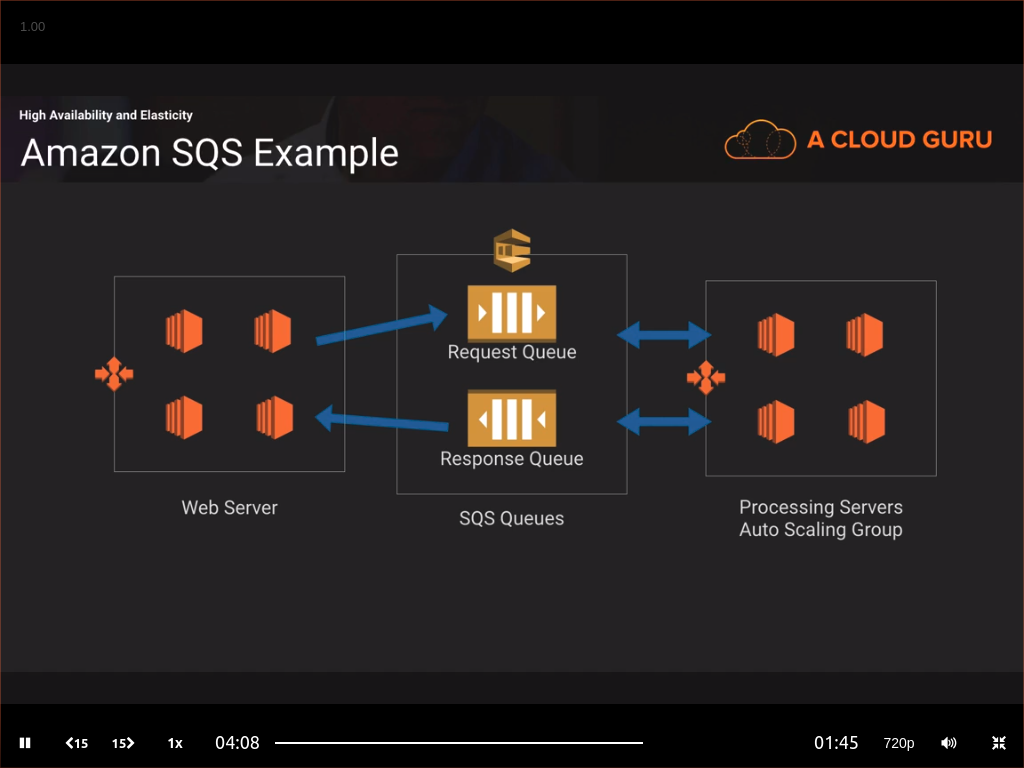 1.00
High Availability and Elasticity
Amazon SQS Example
A CLOUD GURU
Request Queue
Response Queue
Web Server
SQS Queues
Processing Servers
Auto Scaling Group
15
15
1x
04:08
01:45
720p